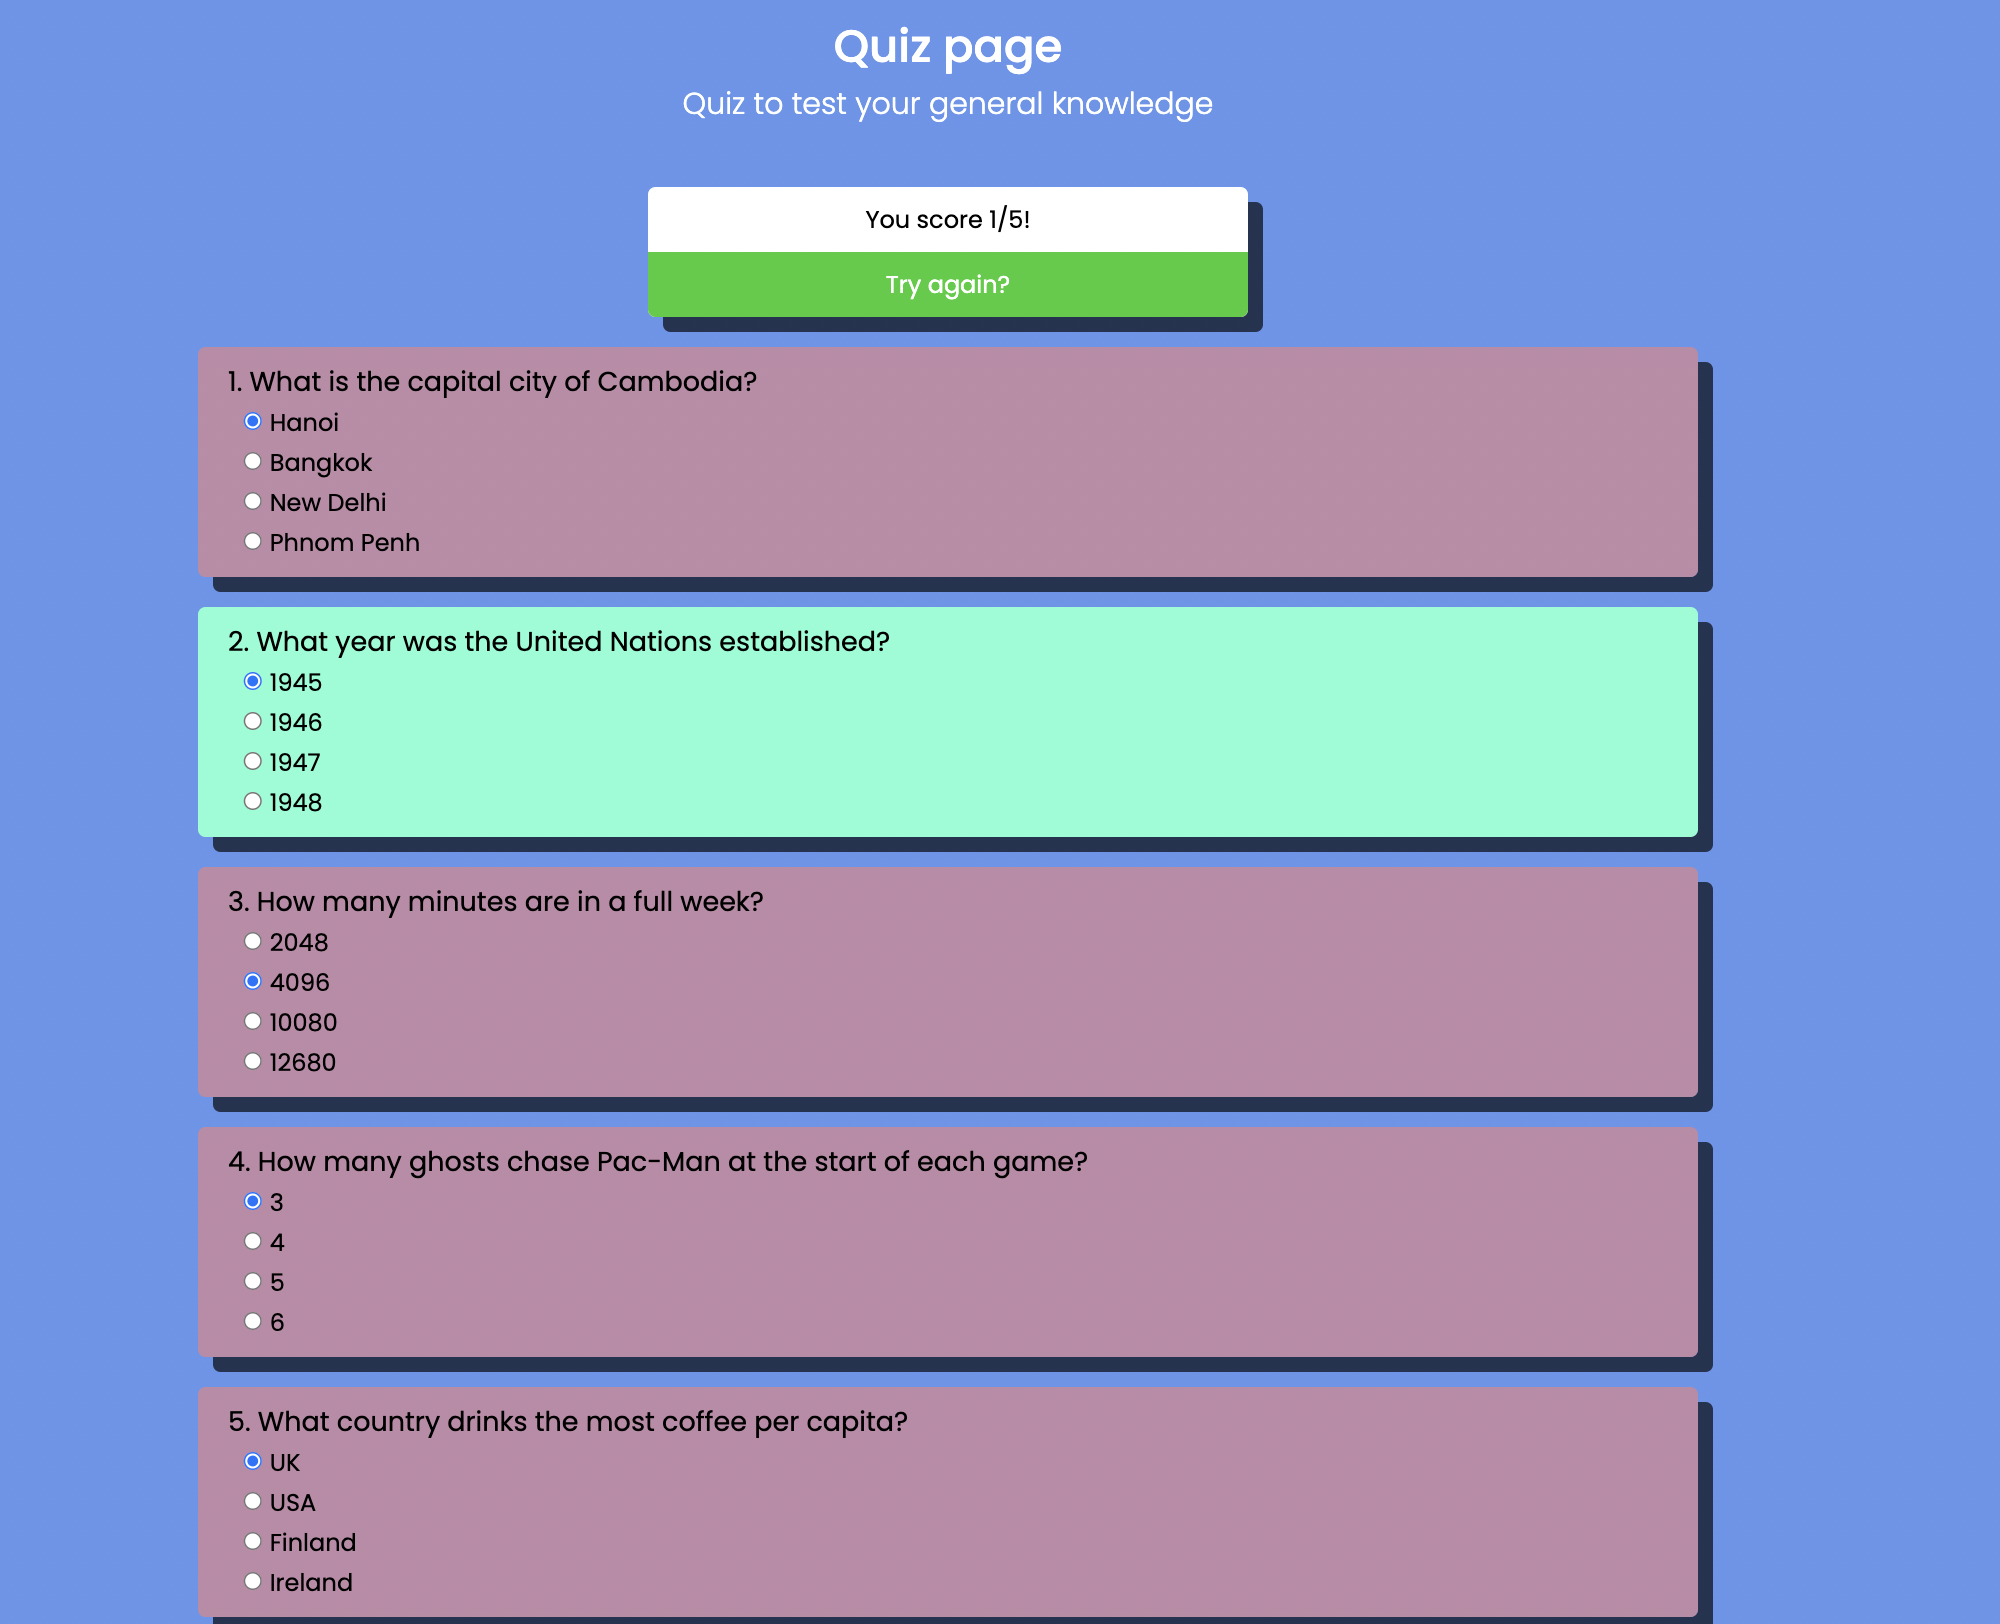 Quiz page
Quiz to test your general knowledge
You score 1/5!
Try again?
1. What is the capital city of Cambodia?
Hanoi
Bangkok
New Delhi
Phnom Penh
2. What year was the United Nations established?
1945
1946
1947
1948
3. How many minutes are in a full week?
2048
4096
10080
12680
4. How many ghosts chase Pac-Man at the start of each game?
3
4
5
6
5. What country drinks the most coffee per capita?
UK
USA
Finland
Ireland